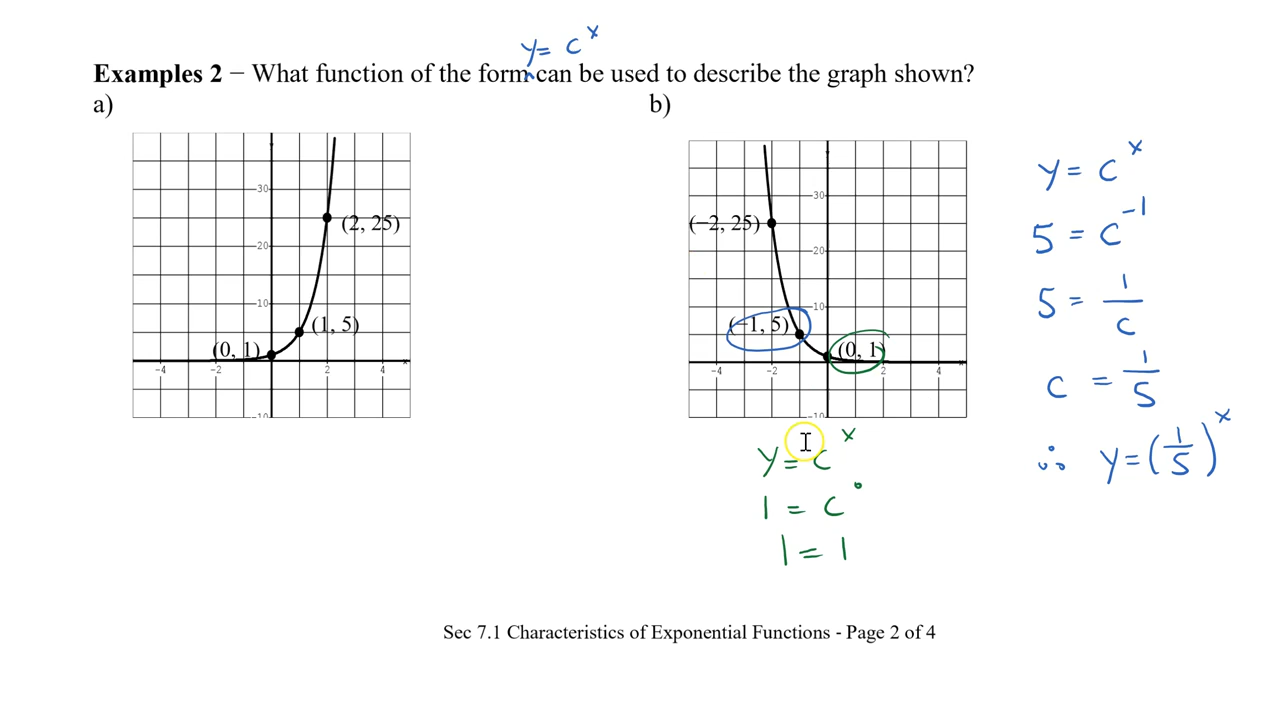 y = c^x
Examples 2 – What function of the form can be used to describe the graph shown?
a)
30
20
10
-10
-4 -2 2 4
(2, 25)
(1, 5)
(0, 1)
b)
30
20
10
-10
-4 -2 2 4
(−2, 25)
(−1, 5)
(0, 1)
y = c^x
1 = c^0
1 = 1
y = c^x
5 = c^-1
5 = 1/c
c = 1/5
∴ y = (1/5)^x
Sec 7.1 Characteristics of Exponential Functions - Page 2 of 4